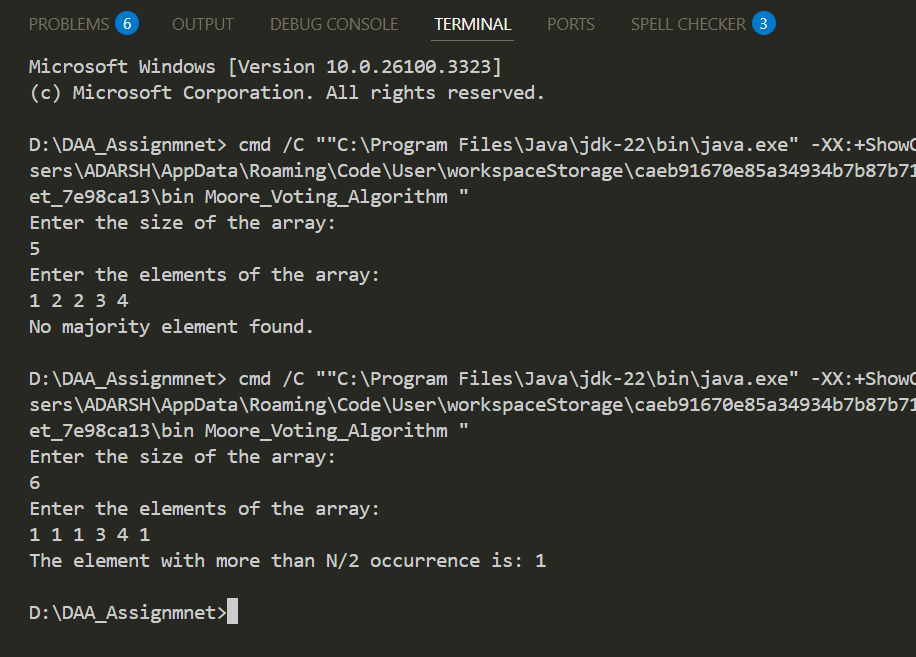 PROBLEMS 6 OUTPUT DEBUG CONSOLE TERMINAL PORTS SPELL CHECKER 3
Microsoft Windows [Version 10.0.26100.3323]
(c) Microsoft Corporation. All rights reserved.
D:\DAA_Assignmnet> cmd /C ""C:\Program Files\Java\jdk-22\bin\java.exe" -XX:+ShowC
sers\ADARSH\AppData\Roaming\Code\User\workspaceStorage\caeb91670e85a34934b7b87b71
et_7e98ca13\bin Moore_Voting_Algorithm "
Enter the size of the array:
5
Enter the elements of the array:
1 2 2 3 4
No majority element found.
D:\DAA_Assignmnet> cmd /C ""C:\Program Files\Java\jdk-22\bin\java.exe" -XX:+ShowC
sers\ADARSH\AppData\Roaming\Code\User\workspaceStorage\caeb91670e85a34934b7b87b71
et_7e98ca13\bin Moore_Voting_Algorithm "
Enter the size of the array:
6
Enter the elements of the array:
1 1 1 3 4 1
The element with more than N/2 occurrence is: 1
D:\DAA_Assignmnet>